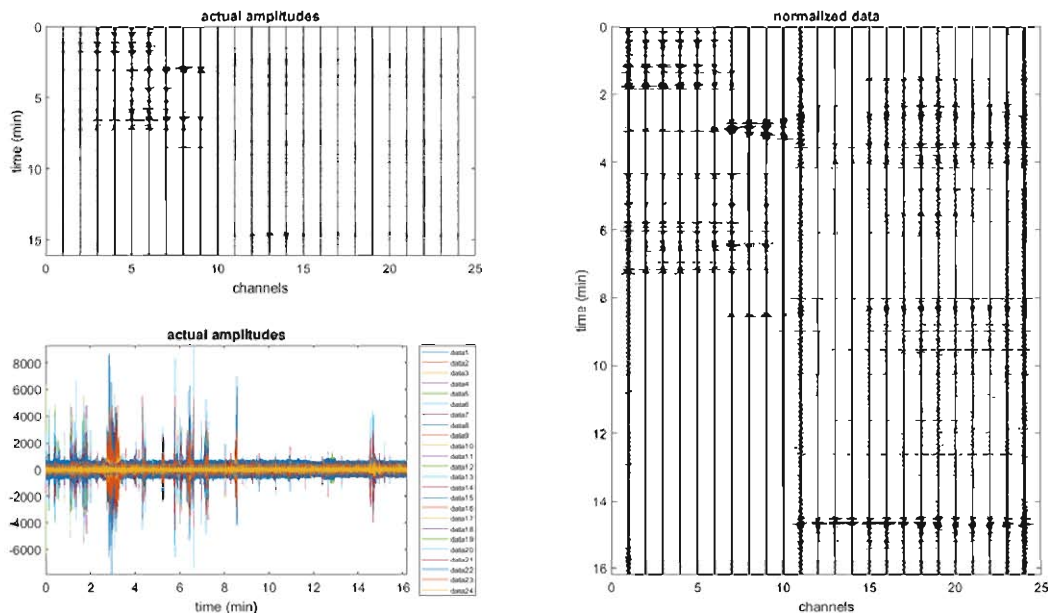 actual amplitudes
0
5
10
15
time (min)
0 5 10 15 20 25
channels
actual amplitudes
8000
6000
4000
2000
0
-2000
-4000
-6000
time (min)
0 2 4 6 8 10 12 14 16
data1
data2
data3
data4
data5
data6
data7
data8
data9
data10
data11
data12
data13
data14
data15
data16
data17
data18
data19
data20
data21
data22
data23
data24
normalized data
0
2
4
6
8
10
12
14
16
time (min)
0 5 10 15 20 25
channels